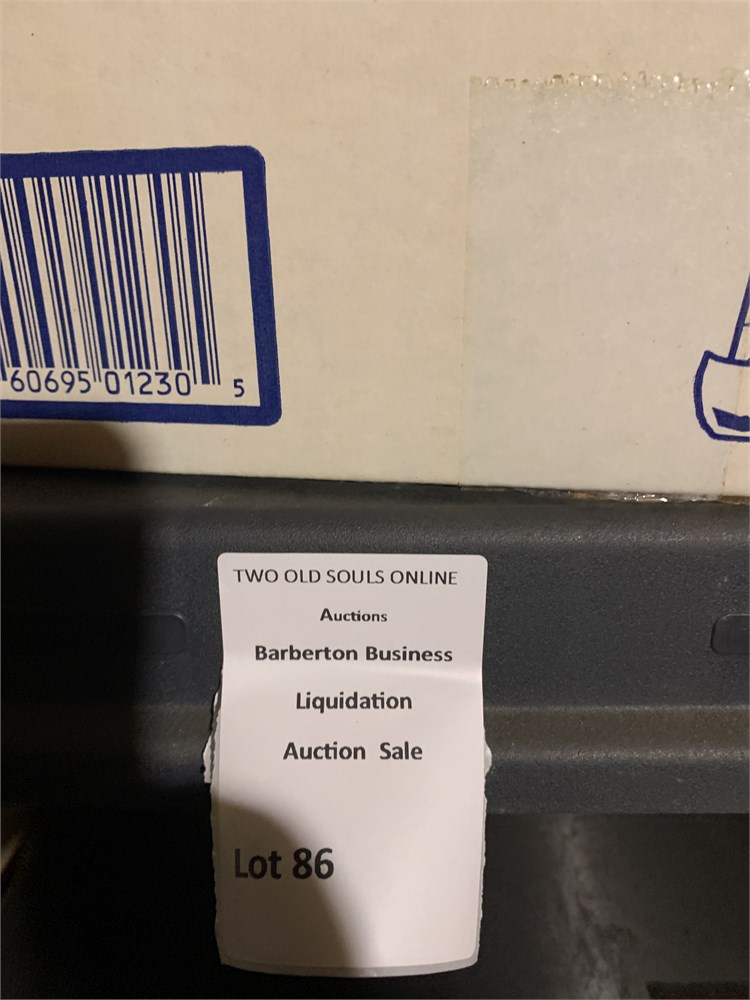 60695 01230 5
TWO OLD SOULS ONLINE
Auctions
Barberton Business
Liquidation
Auction Sale
Lot 86